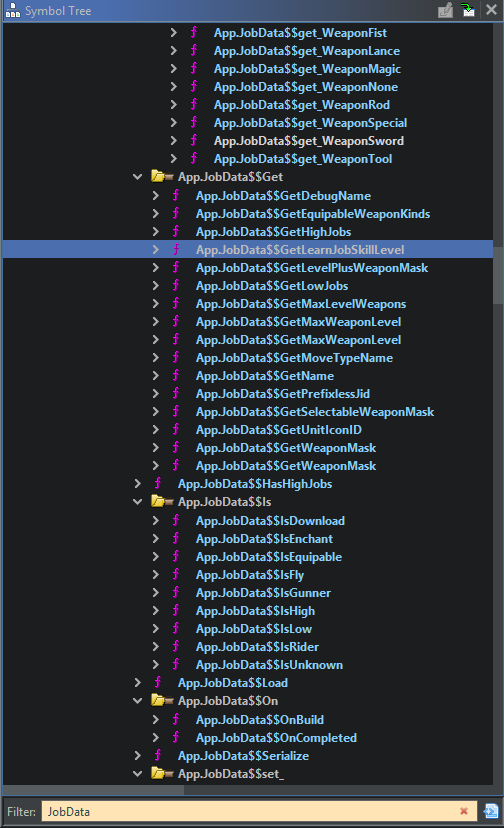 Symbol Tree
App.JobData$$get_WeaponFist
App.JobData$$get_WeaponLance
App.JobData$$get_WeaponMagic
App.JobData$$get_WeaponNone
App.JobData$$get_WeaponRod
App.JobData$$get_WeaponSpecial
App.JobData$$get_WeaponSword
App.JobData$$get_WeaponTool
App.JobData$$Get
App.JobData$$GetDebugName
App.JobData$$GetEquipableWeaponKinds
App.JobData$$GetHighJobs
App.JobData$$GetLearnJobSkillLevel
App.JobData$$GetLevelPlusWeaponMask
App.JobData$$GetLowJobs
App.JobData$$GetMaxLevelWeapons
App.JobData$$GetMaxWeaponLevel
App.JobData$$GetMaxWeaponLevel
App.JobData$$GetMoveTypeName
App.JobData$$GetName
App.JobData$$GetPrefixlessJid
App.JobData$$GetSelectableWeaponMask
App.JobData$$GetUnitIconID
App.JobData$$GetWeaponMask
App.JobData$$GetWeaponMask
App.JobData$$HasHighJobs
App.JobData$$Is
App.JobData$$IsDownload
App.JobData$$IsEnchant
App.JobData$$IsEquipable
App.JobData$$IsFly
App.JobData$$IsGunner
App.JobData$$IsHigh
App.JobData$$IsLow
App.JobData$$IsRider
App.JobData$$IsUnknown
App.JobData$$Load
App.JobData$$On
App.JobData$$OnBuild
App.JobData$$OnCompleted
App.JobData$$Serialize
App.JobData$$set_
Filter: JobData